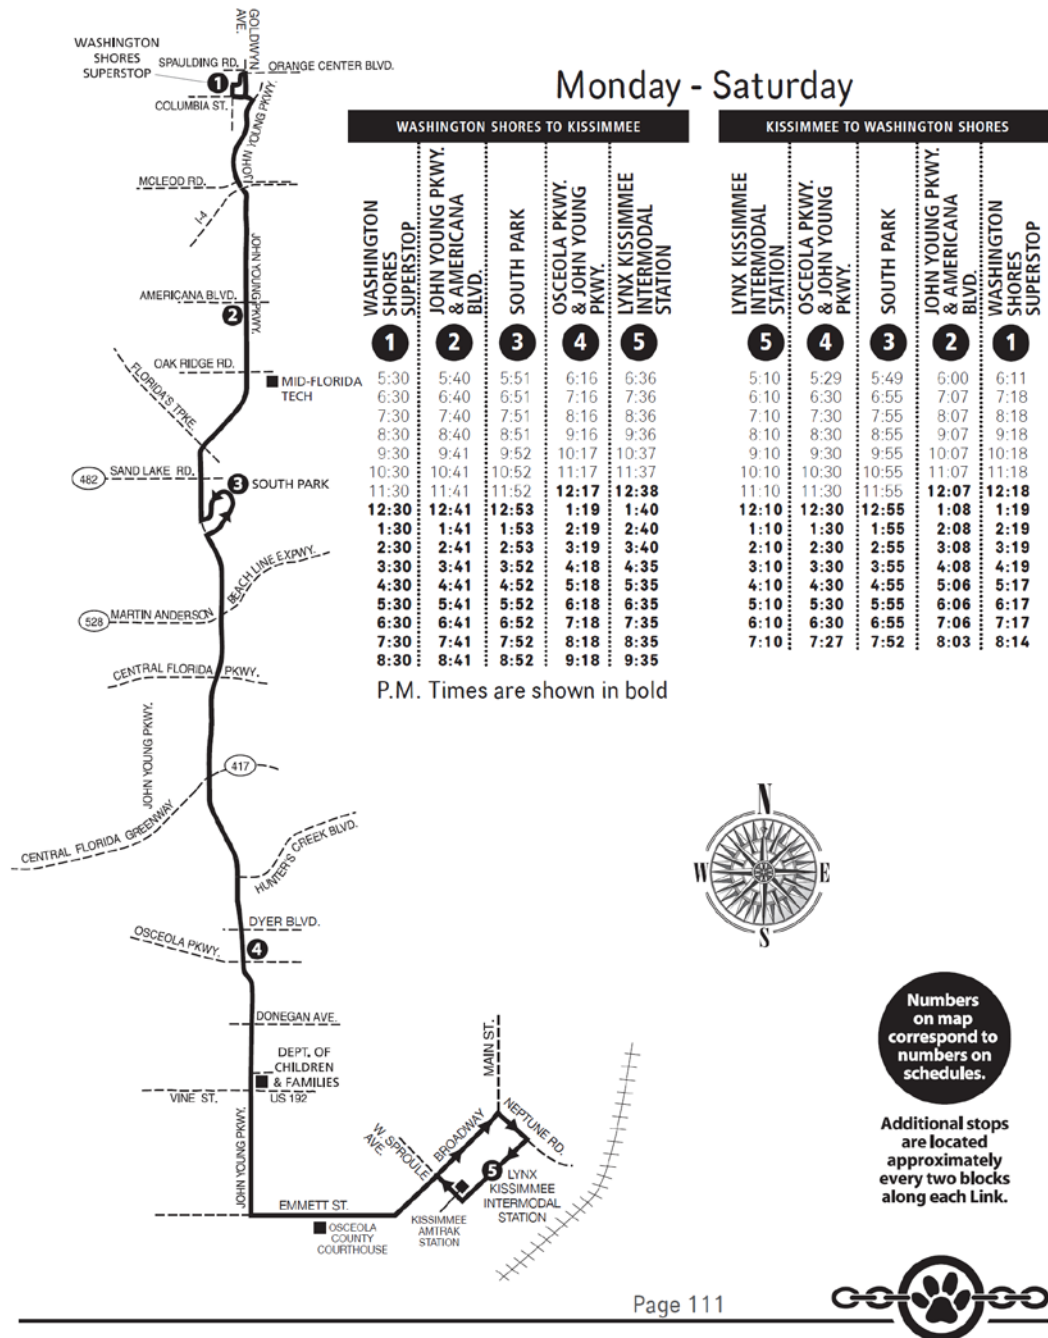 WASHINGTON
SHORES
SUPERSTOP
GOLDWYN
AVE.
SPAULDING RD.
ORANGE CENTER BLVD.
1
COLUMBIA ST.
JOHN YOUNG PKWY.
MCLEOD RD.
I-4
JOHN YOUNG PKWY.
AMERICANA BLVD.
2
OAK RIDGE RD.
MID-FLORIDA
TECH
FLORIDA'S TPKE.
SAND LAKE RD.
482
3 SOUTH PARK
BEACH LINE EXPWY.
MARTIN ANDERSON
528
CENTRAL FLORIDA PKWY.
JOHN YOUNG PKWY.
417
CENTRAL FLORIDA GREENWAY
HUNTER'S CREEK BLVD.
DYER BLVD.
OSCEOLA PKWY.
4
DONEGAN AVE.
DEPT. OF
CHILDREN
& FAMILIES
VINE ST.
US 192
JOHN YOUNG PKWY.
EMMETT ST.
OSCEOLA
COUNTY
COURTHOUSE
W. SPROULE
AVE.
BROADWAY
MAIN ST.
NEPTUNE RD.
5 LYNX
KISSIMMEE
INTERMODAL
STATION
KISSIMMEE
AMTRAK
STATION
Monday - Saturday
WASHINGTON SHORES TO KISSIMMEE
WASHINGTON
SHORES
SUPERSTOP
JOHN YOUNG PKWY.
& AMERICANA
BLVD.
SOUTH PARK
OSCEOLA PKWY.
& JOHN YOUNG
PKWY.
LYNX KISSIMMEE
INTERMODAL
STATION
1 2 3 4 5
5:30 5:40 5:51 6:16 6:36
6:30 6:40 6:51 7:16 7:36
7:30 7:40 7:51 8:16 8:36
8:30 8:40 8:51 9:16 9:36
9:30 9:41 9:52 10:17 10:37
10:30 10:41 10:52 11:17 11:37
11:30 11:41 11:52 12:17 12:38
12:30 12:41 12:53 1:19 1:40
1:30 1:41 1:53 2:19 2:40
2:30 2:41 2:53 3:19 3:40
3:30 3:41 3:52 4:18 4:35
4:30 4:41 4:52 5:18 5:35
5:30 5:41 5:52 6:18 6:35
6:30 6:41 6:52 7:18 7:35
7:30 7:41 7:52 8:18 8:35
8:30 8:41 8:52 9:18 9:35
KISSIMMEE TO WASHINGTON SHORES
LYNX KISSIMMEE
INTERMODAL
STATION
OSCEOLA PKWY.
& JOHN YOUNG
PKWY.
SOUTH PARK
JOHN YOUNG PKWY.
& AMERICANA
BLVD.
WASHINGTON
SHORES
SUPERSTOP
5 4 3 2 1
5:10 5:29 5:49 6:00 6:11
6:10 6:30 6:55 7:07 7:18
7:10 7:30 7:55 8:07 8:18
8:10 8:30 8:55 9:07 9:18
9:10 9:30 9:55 10:07 10:18
10:10 10:30 10:55 11:07 11:18
11:10 11:30 11:55 12:07 12:18
12:10 12:30 12:55 1:08 1:19
1:10 1:30 1:55 2:08 2:19
2:10 2:30 2:55 3:08 3:19
3:10 3:30 3:55 4:08 4:19
4:10 4:30 4:55 5:06 5:17
5:10 5:30 5:55 6:06 6:17
6:10 6:30 6:55 7:06 7:17
7:10 7:27 7:52 8:03 8:14
P.M. Times are shown in bold
N
W E
S
Numbers
on map
correspond to
numbers on
schedules.
Additional stops
are located
approximately
every two blocks
along each Link.
Page 111